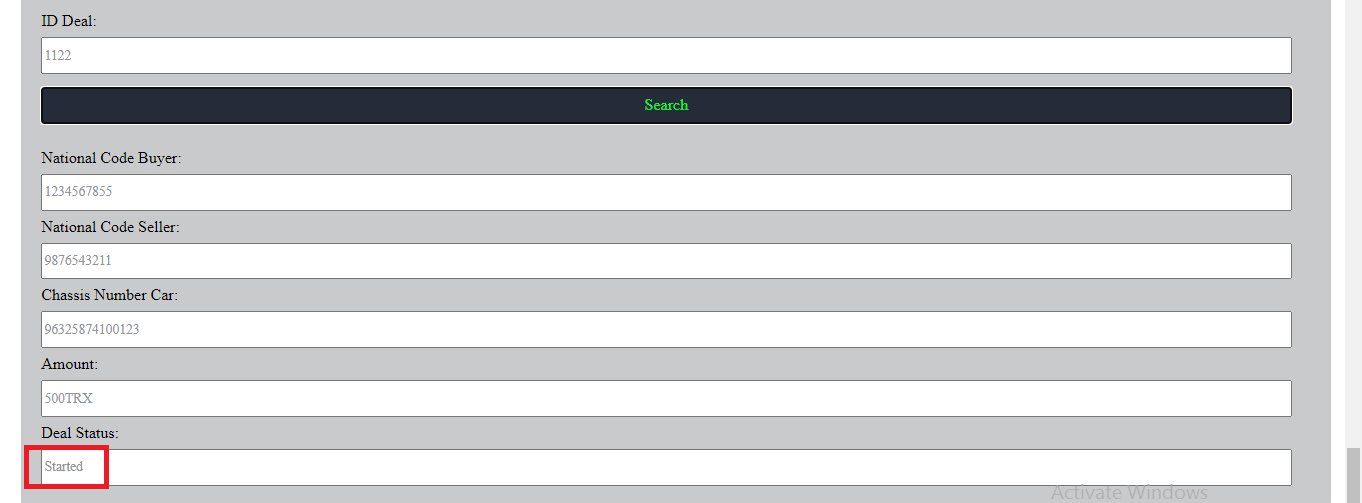 ID Deal:
1122
Search
National Code Buyer:
1234567855
National Code Seller:
9876543211
Chassis Number Car:
96325874100123
Amount:
500TRX
Deal Status:
Started
Activate Windows